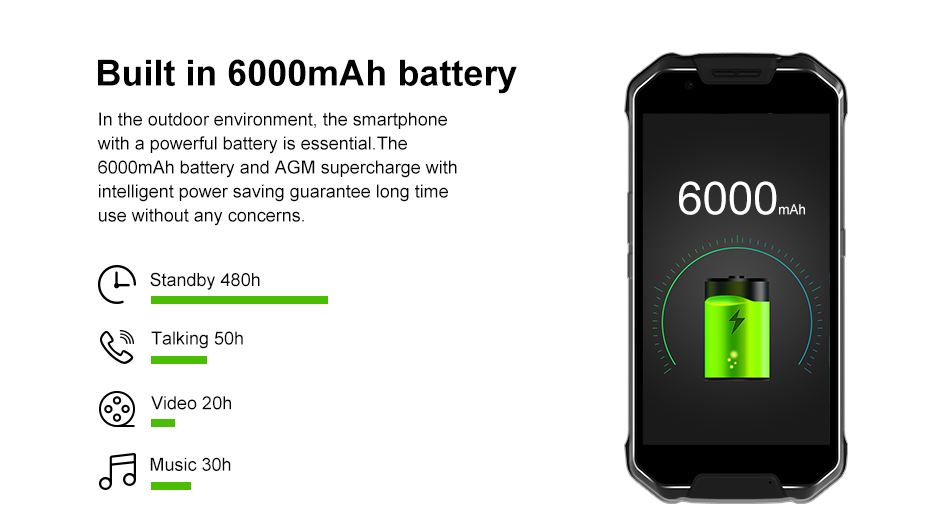 Built in 6000mAh battery
In the outdoor environment, the smartphone
with a powerful battery is essential.The
6000mAh battery and AGM supercharge with
intelligent power saving guarantee long time
use without any concerns.
Standby 480h
Talking 50h
Video 20h
Music 30h
6000mAh